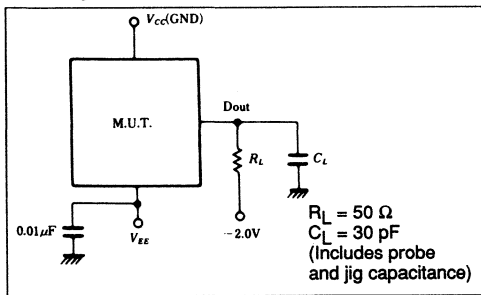 V_CC(GND)
M.U.T.
Dout
R_L
C_L
0.01μF
V_EE
−2.0V
R_L = 50 Ω
C_L = 30 pF
(Includes probe
and jig capacitance)